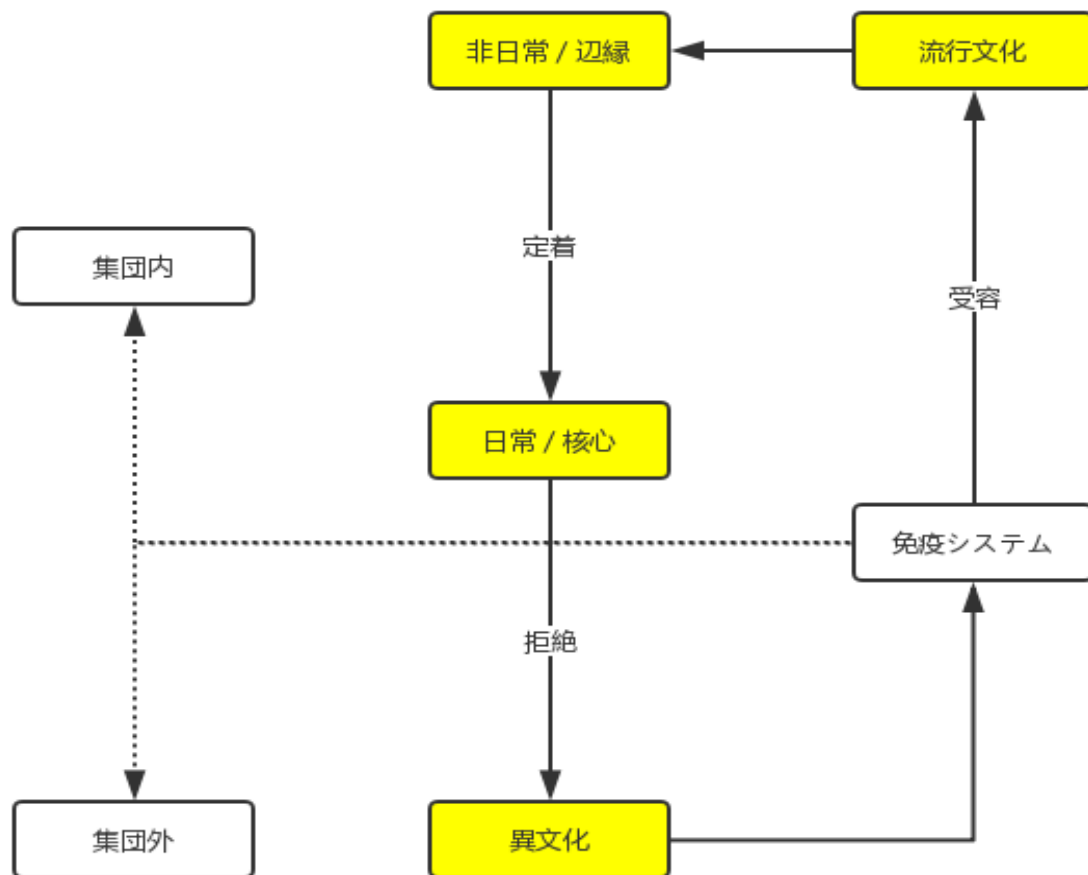 非日常 / 辺縁
流行文化
定着
集団内
受容
日常 / 核心
免疫システム
拒絶
集団外
異文化